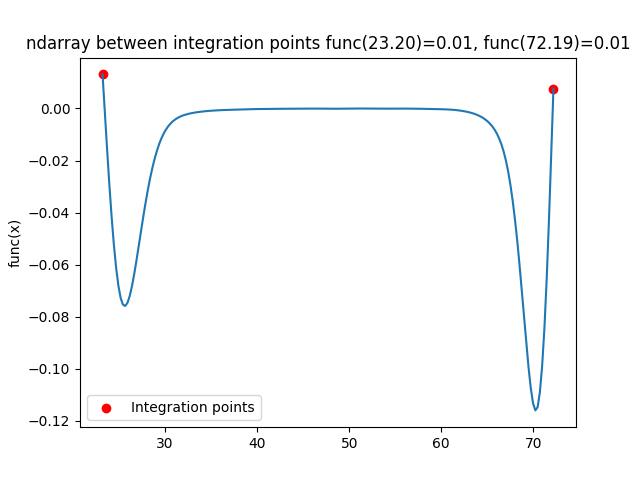 ndarray between integration points func(23.20)=0.01, func(72.19)=0.01
0.00
−0.02
−0.04
−0.06
−0.08
−0.10
−0.12
func(x)
Integration points
30 40 50 60 70